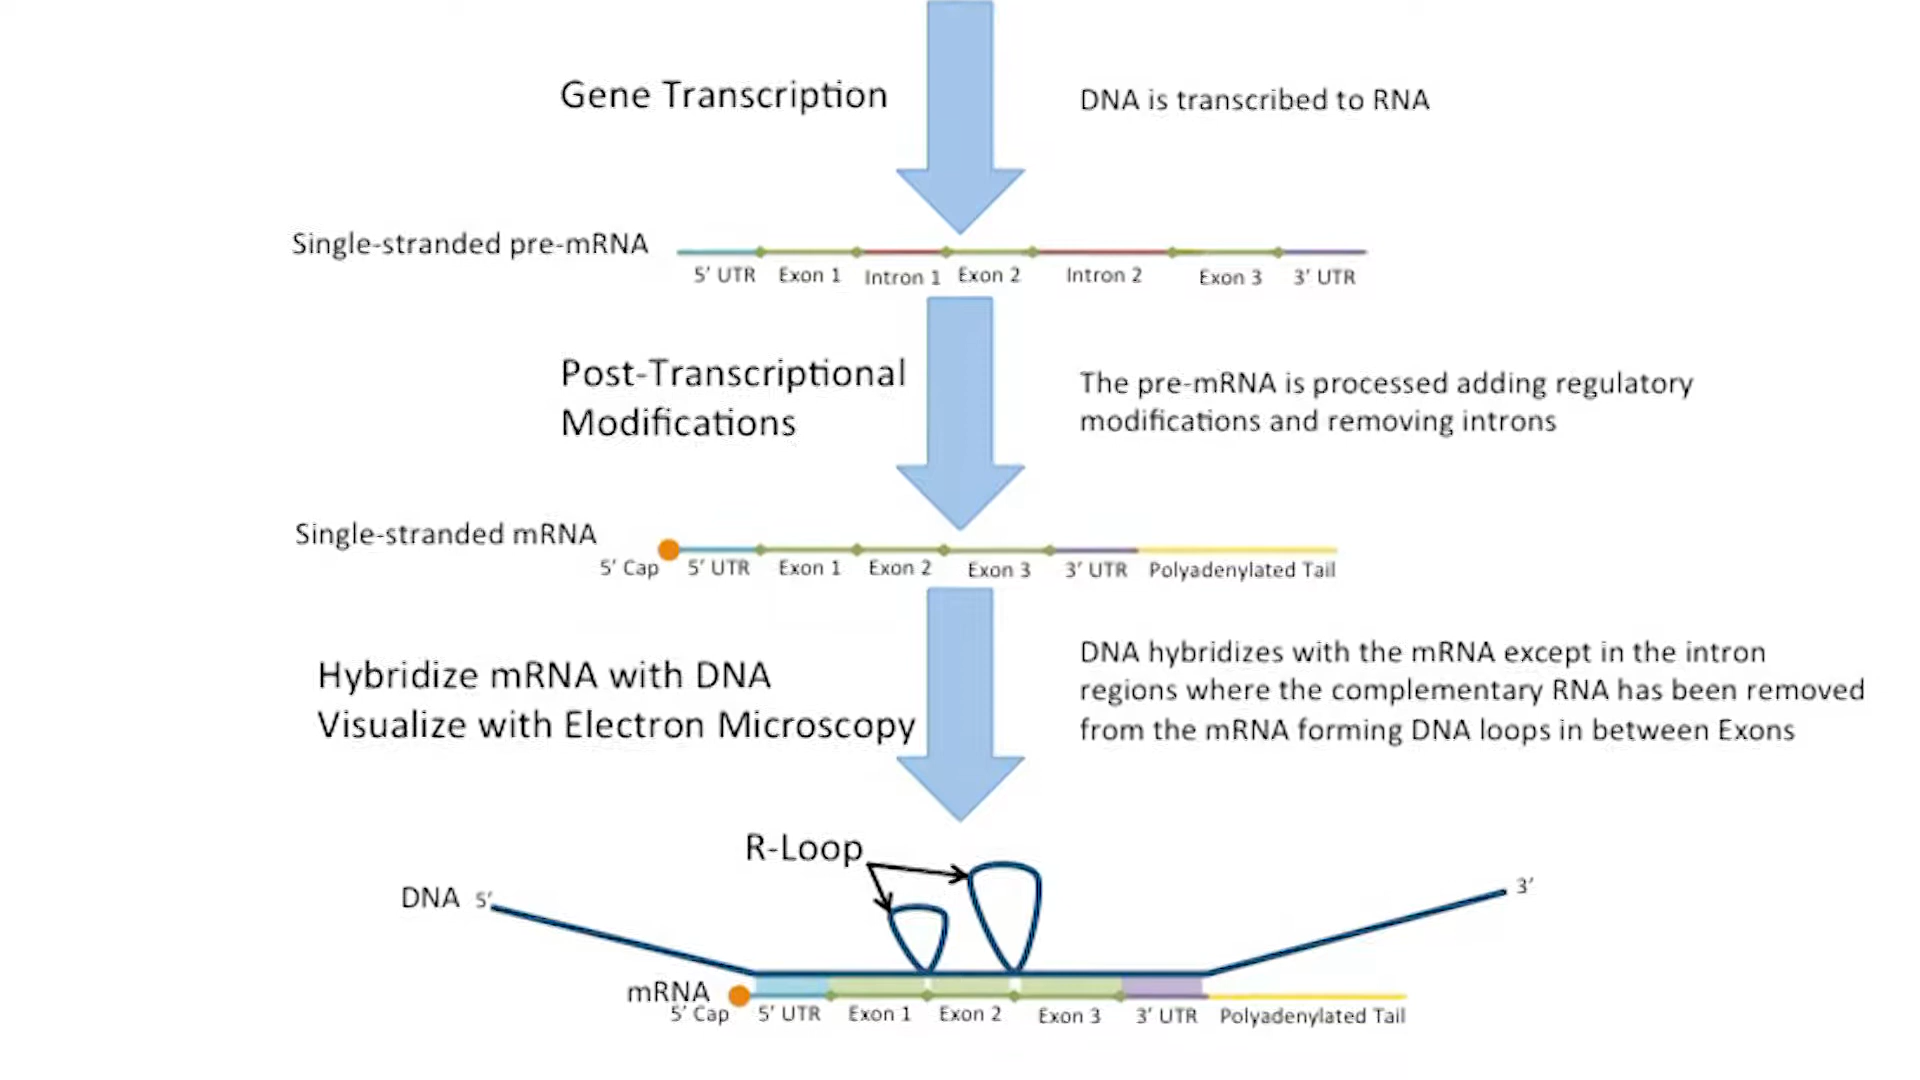 Gene Transcription
DNA is transcribed to RNA
Single-stranded pre-mRNA
5' UTR Exon 1 Intron 1 Exon 2 Intron 2 Exon 3 3' UTR
Post-Transcriptional
Modifications
The pre-mRNA is processed adding regulatory
modifications and removing introns
Single-stranded mRNA
5' Cap 5' UTR Exon 1 Exon 2 Exon 3 3' UTR Polyadenylated Tail
Hybridize mRNA with DNA
Visualize with Electron Microscopy
DNA hybridizes with the mRNA except in the intron
regions where the complementary RNA has been removed
from the mRNA forming DNA loops in between Exons
R-Loop
DNA 5' 3'
mRNA
5' Cap 5' UTR Exon 1 Exon 2 Exon 3 3' UTR Polyadenylated Tail